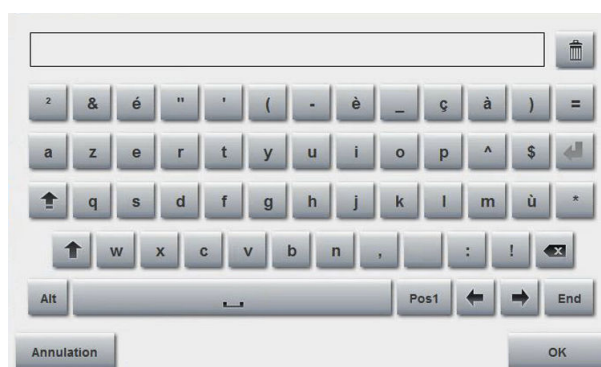 ² & é " ' ( - è _ ç à ) =
a z e r t y u i o p ^ $
q s d f g h j k l m ù *
w x c v b n , : !
Alt Pos1 End
Annulation OK